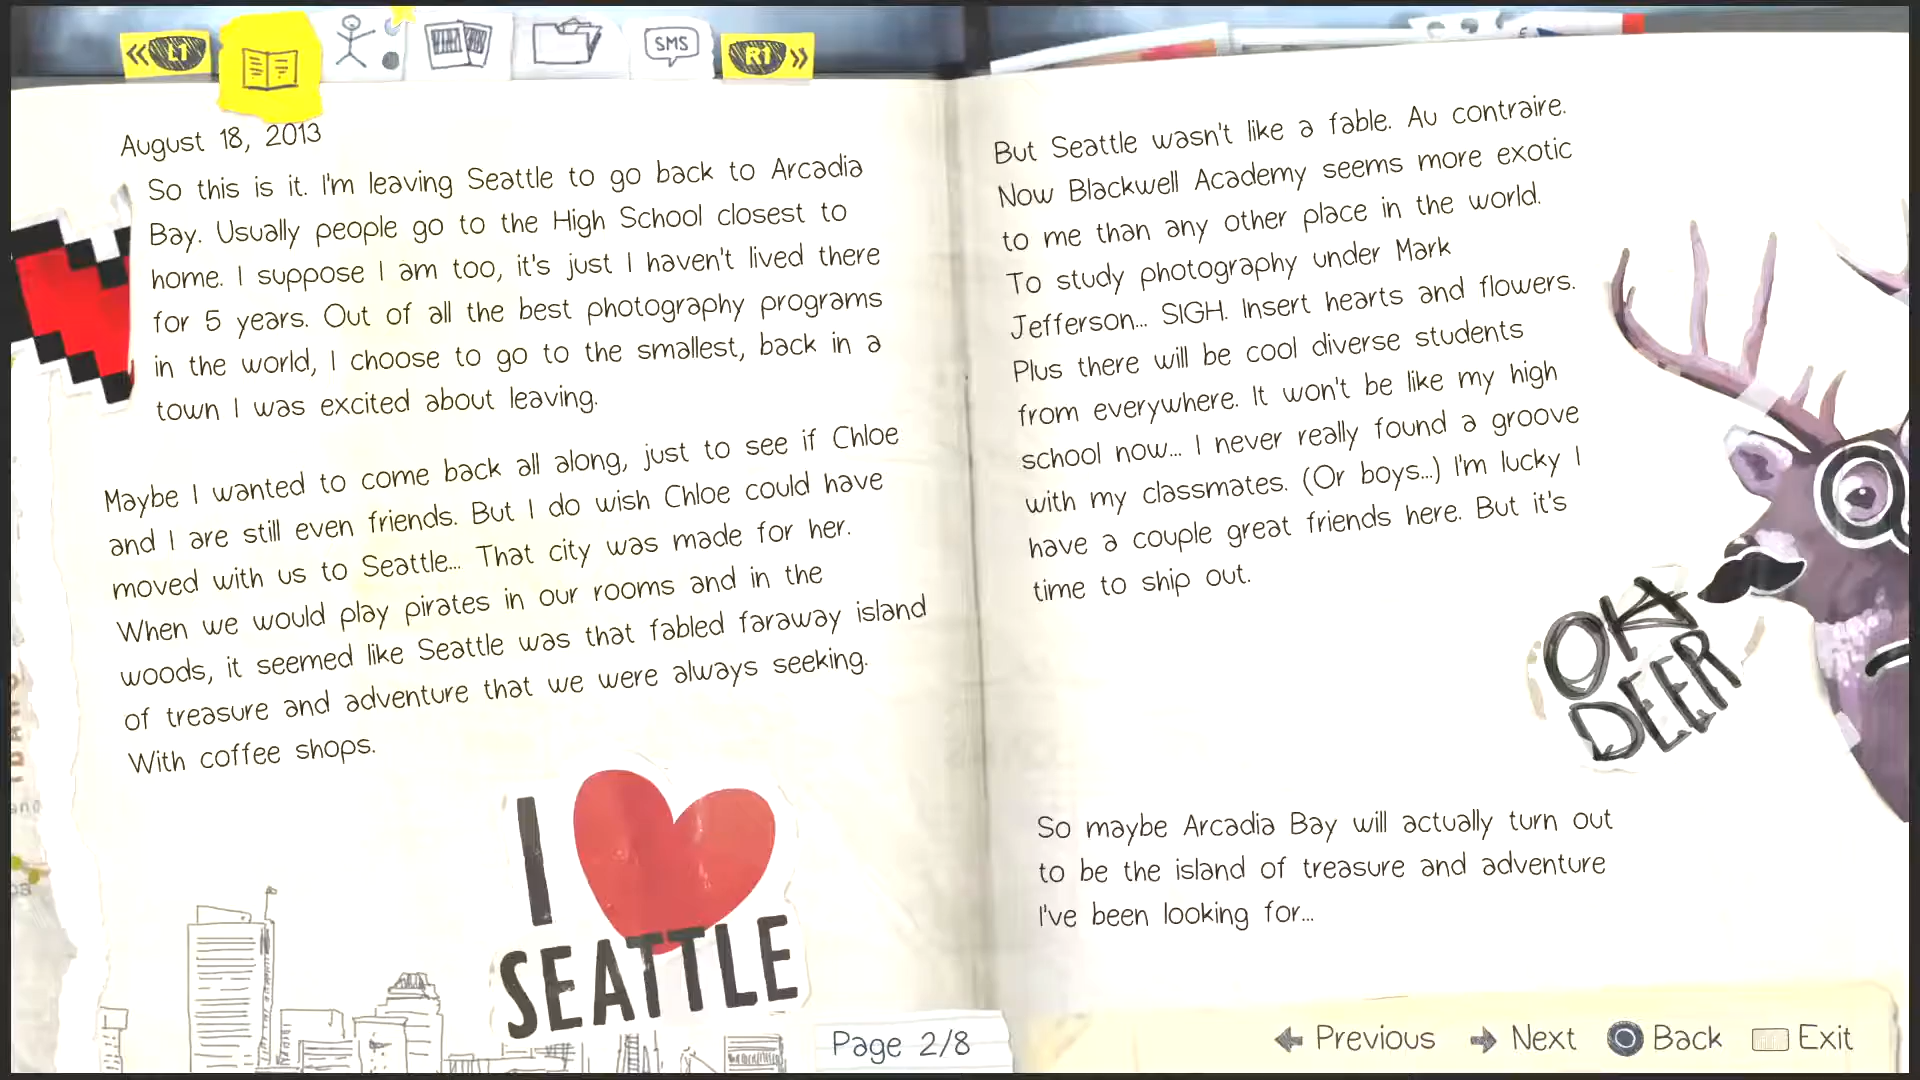 L1
SMS
R1
August 18, 2013
So this is it. I'm leaving Seattle to go back to Arcadia
Bay. Usually people go to the High School closest to
home. I suppose I am too, it's just I haven't lived there
for 5 years. Out of all the best photography programs
in the world, I choose to go to the smallest, back in a
town I was excited about leaving.
Maybe I wanted to come back all along, just to see if Chloe
and I are still even friends. But I do wish Chloe could have
moved with us to Seattle... That city was made for her.
When we would play pirates in our rooms and in the
woods, it seemed like Seattle was that fabled faraway island
of treasure and adventure that we were always seeking.
With coffee shops.
I
SEATTLE
Page 2/8
But Seattle wasn't like a fable. Au contraire.
Now Blackwell Academy seems more exotic
to me than any other place in the world.
To study photography under Mark
Jefferson... SIGH. Insert hearts and flowers.
Plus there will be cool diverse students
from everywhere. It won't be like my high
school now... I never really found a groove
with my classmates. (Or boys...) I'm lucky I
have a couple great friends here. But it's
time to ship out.
OH
DEER
So maybe Arcadia Bay will actually turn out
to be the island of treasure and adventure
I've been looking for...
Previous Next Back Exit